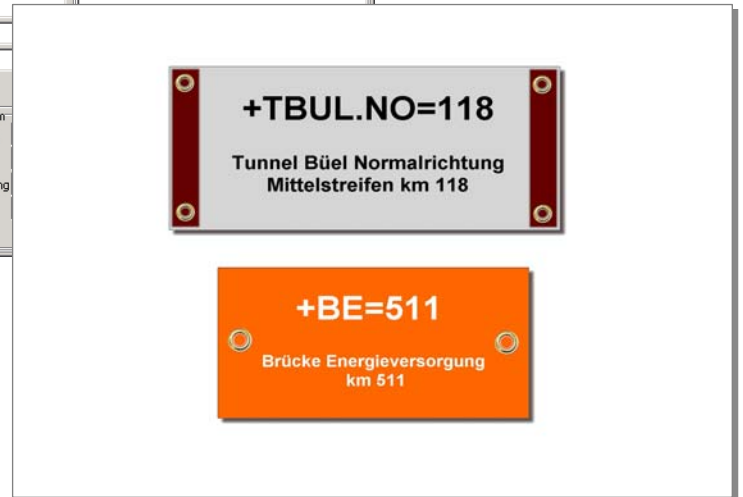 +TBUL.NO=118
Tunnel Büel Normalrichtung
Mittelstreifen km 118
+BE=511
Brücke Energieversorgung
km 511